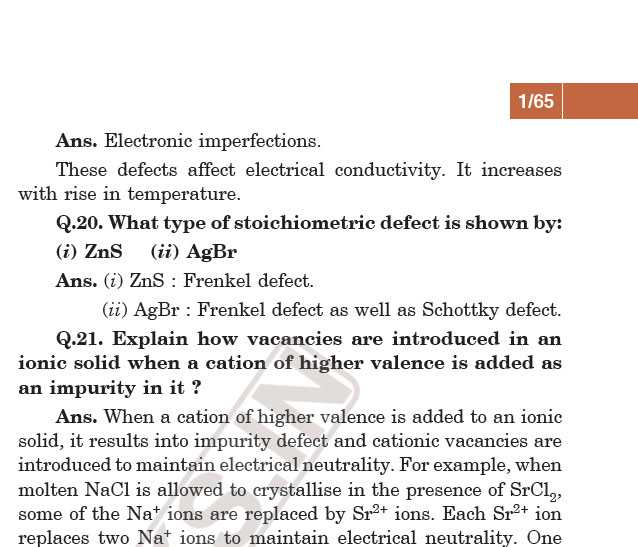 1/65
Ans. Electronic imperfections.
These defects affect electrical conductivity. It increases
with rise in temperature.
Q.20. What type of stoichiometric defect is shown by:
(i) ZnS (ii) AgBr
Ans. (i) ZnS : Frenkel defect.
(ii) AgBr : Frenkel defect as well as Schottky defect.
Q.21. Explain how vacancies are introduced in an
ionic solid when a cation of higher valence is added as
an impurity in it ?
Ans. When a cation of higher valence is added to an ionic
solid, it results into impurity defect and cationic vacancies are
introduced to maintain electrical neutrality. For example, when
molten NaCl is allowed to crystallise in the presence of SrCl₂,
some of the Na⁺ ions are replaced by Sr²⁺ ions. Each Sr²⁺ ion
replaces two Na⁺ ions to maintain electrical neutrality. One